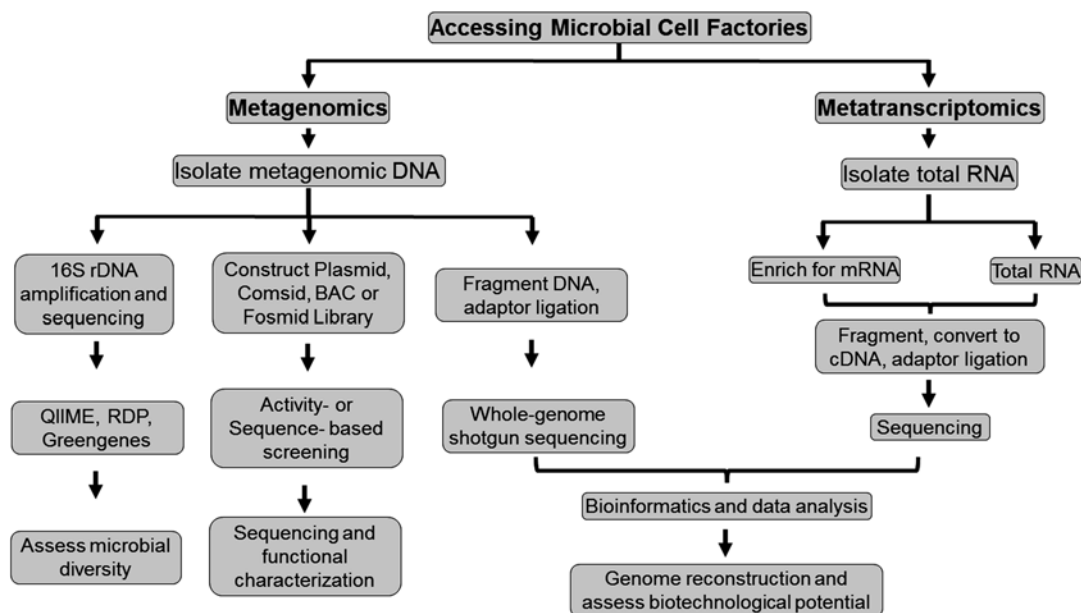 Accessing Microbial Cell Factories
Metagenomics
Metatranscriptomics
Isolate metagenomic DNA
Isolate total RNA
16S rDNA
amplification and
sequencing
Construct Plasmid,
Comsid, BAC or
Fosmid Library
Fragment DNA,
adaptor ligation
Enrich for mRNA
Total RNA
Fragment, convert to
cDNA, adaptor ligation
QIIME, RDP,
Greengenes
Activity- or
Sequence- based
screening
Whole-genome
shotgun sequencing
Sequencing
Bioinformatics and data analysis
Assess microbial
diversity
Sequencing and
functional
characterization
Genome reconstruction and
assess biotechnological potential